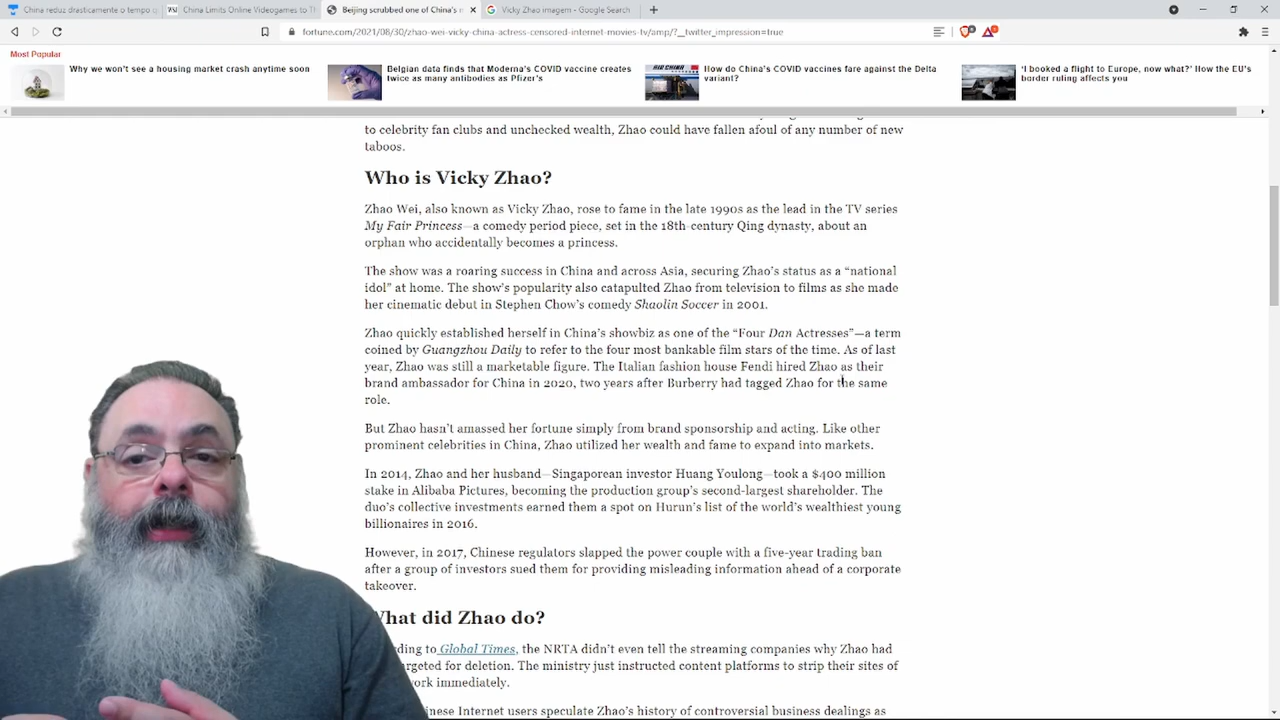 China reduz drasticamente o tempo q
China Limits Online Videogames to Th
Beijing scrubbed one of China's m
Vicky Zhao imagem - Google Search
fortune.com/2021/08/30/zhao-wei-vicky-china-actress-censored-internet-movies-tv/amp/?__twitter_impression=true
Most Popular
Why we won't see a housing market crash anytime soon
Belgian data finds that Moderna's COVID vaccine creates
twice as many antibodies as Pfizer's
How do China's COVID vaccines fare against the Delta
variant?
'I booked a flight to Europe, now what?' How the EU's
border ruling affects you
to celebrity fan clubs and unchecked wealth, Zhao could have fallen afoul of any number of new
taboos.
Who is Vicky Zhao?
Zhao Wei, also known as Vicky Zhao, rose to fame in the late 1990s as the lead in the TV series
My Fair Princess—a comedy period piece, set in the 18th-century Qing dynasty, about an
orphan who accidentally becomes a princess.
The show was a roaring success in China and across Asia, securing Zhao's status as a “national
idol” at home. The show's popularity also catapulted Zhao from television to films as she made
her cinematic debut in Stephen Chow's comedy Shaolin Soccer in 2001.
Zhao quickly established herself in China's showbiz as one of the “Four Dan Actresses”—a term
coined by Guangzhou Daily to refer to the four most bankable film stars of the time. As of last
year, Zhao was still a marketable figure. The Italian fashion house Fendi hired Zhao as their
brand ambassador for China in 2020, two years after Burberry had tagged Zhao for the same
role.
But Zhao hasn't amassed her fortune simply from brand sponsorship and acting. Like other
prominent celebrities in China, Zhao utilized her wealth and fame to expand into markets.
In 2014, Zhao and her husband—Singaporean investor Huang Youlong—took a $400 million
stake in Alibaba Pictures, becoming the production group's second-largest shareholder. The
duo's collective investments earned them a spot on Hurun's list of the world's wealthiest young
billionaires in 2016.
However, in 2017, Chinese regulators slapped the power couple with a five-year trading ban
after a group of investors sued them for providing misleading information ahead of a corporate
takeover.
What did Zhao do?
ding to Global Times, the NRTA didn't even tell the streaming companies why Zhao had
argeted for deletion. The ministry just instructed content platforms to strip their sites of
work immediately.
inese Internet users speculate Zhao's history of controversial business dealings as